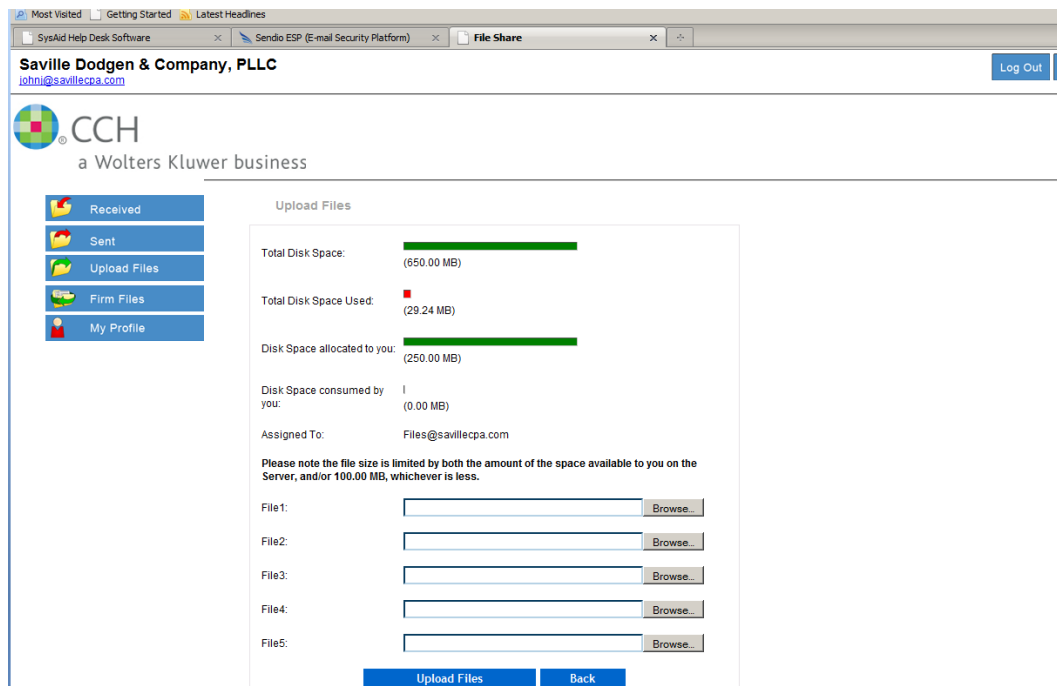 Most Visited Getting Started Latest Headlines
SysAid Help Desk Software Sendio ESP (E-mail Security Platform) File Share
Saville Dodgen & Company, PLLC
johnj@savillecpa.com
Log Out
®CCH
a Wolters Kluwer business
Received
Sent
Upload Files
Firm Files
My Profile
Upload Files
Total Disk Space:
(650.00 MB)
Total Disk Space Used:
(29.24 MB)
Disk Space allocated to you:
(250.00 MB)
Disk Space consumed by
you:
(0.00 MB)
Assigned To: Files@savillecpa.com
Please note the file size is limited by both the amount of the space available to you on the
Server, and/or 100.00 MB, whichever is less.
File1: Browse...
File2: Browse...
File3: Browse...
File4: Browse...
File5: Browse...
Upload Files Back